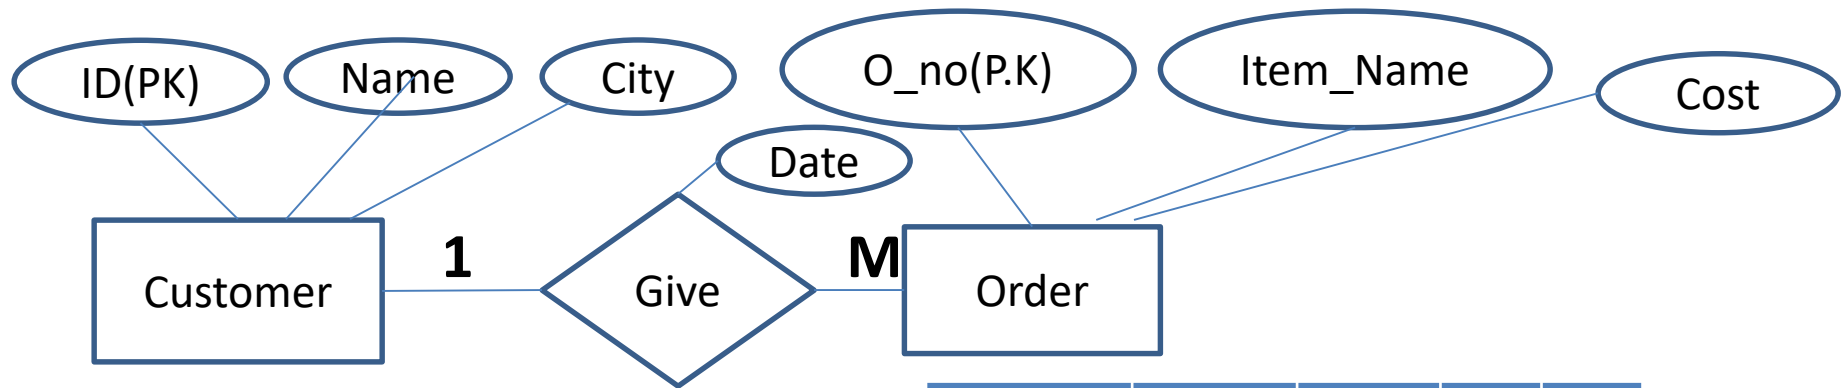 ID(PK)
Name
City
O_no(P.K)
Item_Name
Cost
Date
Customer
1
Give
M
Order